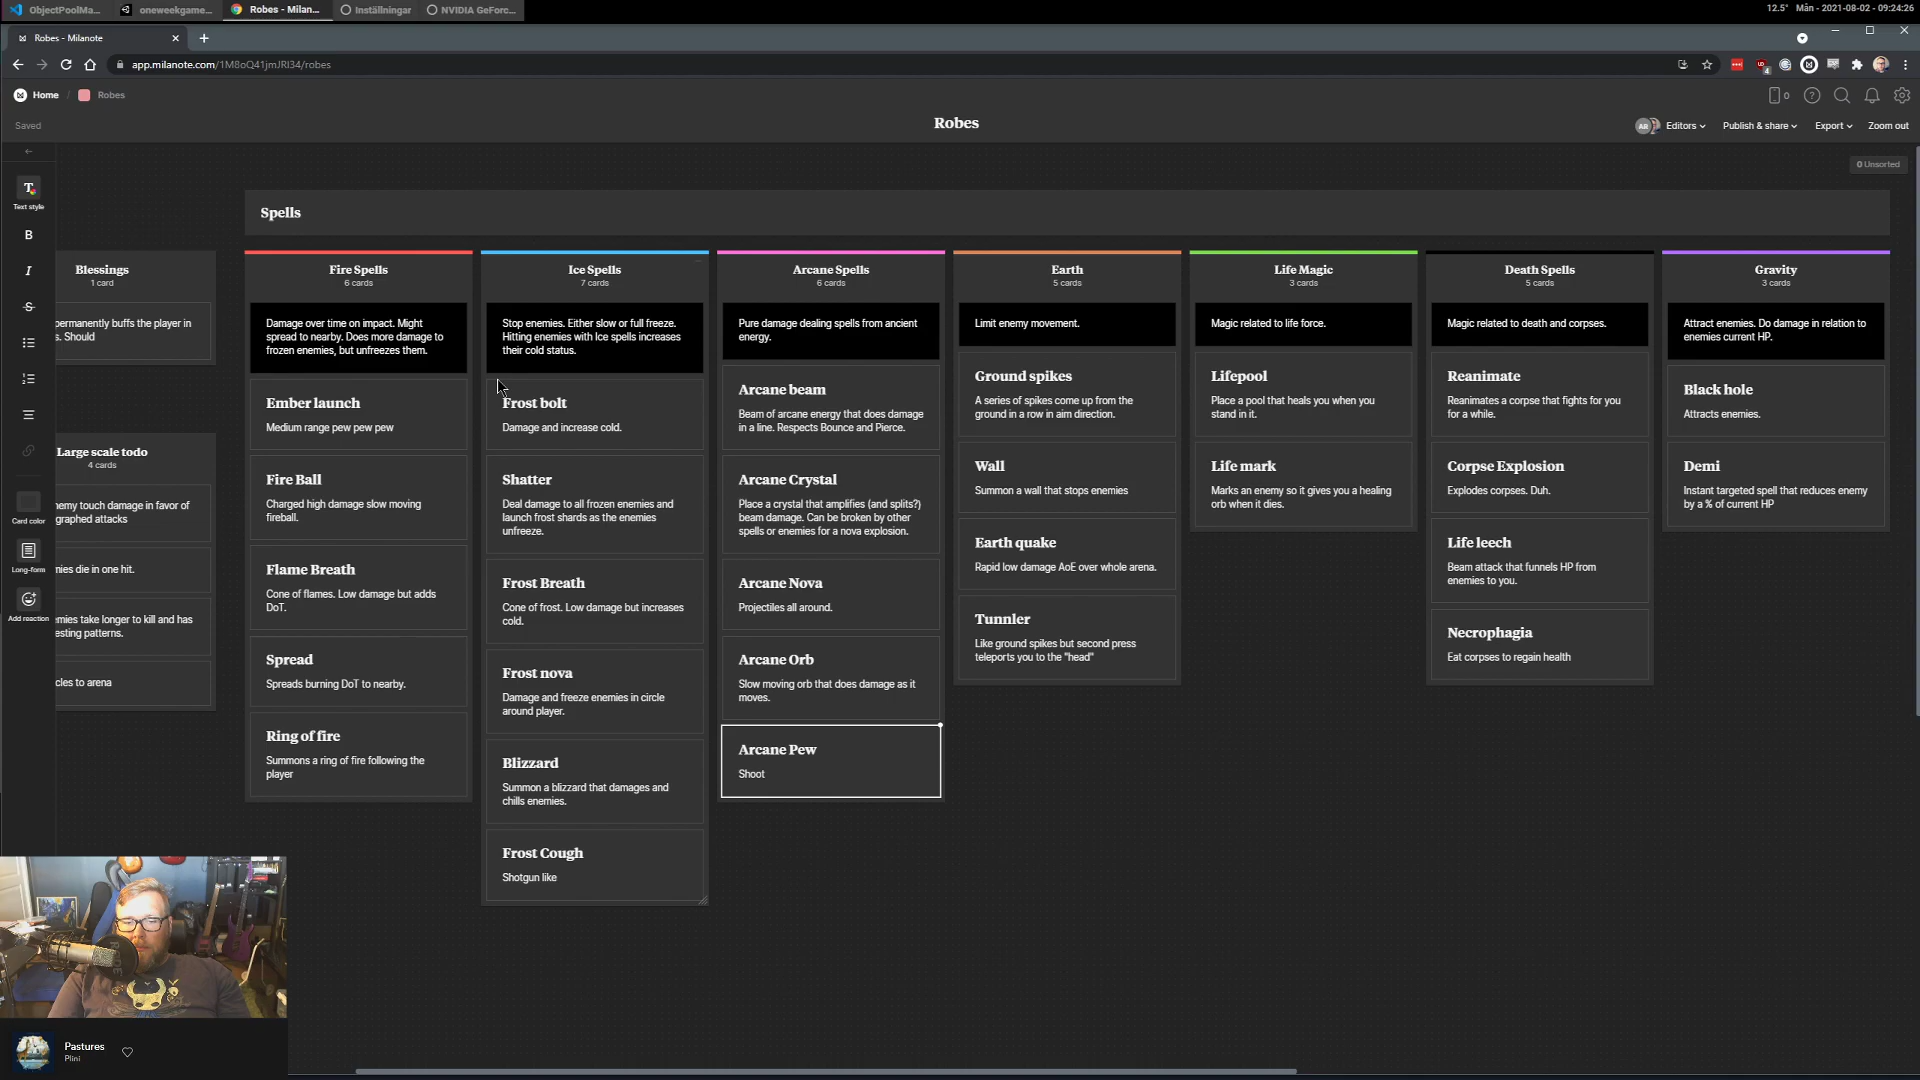 ObjectPoolMa...
oneweekgame...
Robes - Milan...
Inställningar
NVIDIA GeForc...
12.5° Mån - 2021-08-02 - 09:24:26
Robes - Milanote
app.milanote.com/1M8oQ41jmJRl34/robes
Home / Robes
0
Saved
Robes
AR
Editors
Publish & share
Export
Zoom out
0 Unsorted
Text style
B
I
S
Card color
Long-form
Add reaction
Spells
Blessings
1 card
permanently buffs the player in
s. Should
Large scale todo
4 cards
nemy touch damage in favor of
graphed attacks
mies die in one hit.
emies take longer to kill and has
esting patterns.
cles to arena
Fire Spells
6 cards
Damage over time on impact. Might
spread to nearby. Does more damage to
frozen enemies, but unfreezes them.
Ember launch
Medium range pew pew pew
Fire Ball
Charged high damage slow moving
fireball.
Flame Breath
Cone of flames. Low damage but adds
DoT.
Spread
Spreads burning DoT to nearby.
Ring of fire
Summons a ring of fire following the
player
Ice Spells
7 cards
Stop enemies. Either slow or full freeze.
Hitting enemies with Ice spells increases
their cold status.
Frost bolt
Damage and increase cold.
Shatter
Deal damage to all frozen enemies and
launch frost shards as the enemies
unfreeze.
Frost Breath
Cone of frost. Low damage but increases
cold.
Frost nova
Damage and freeze enemies in circle
around player.
Blizzard
Summon a blizzard that damages and
chills enemies.
Frost Cough
Shotgun like
Arcane Spells
6 cards
Pure damage dealing spells from ancient
energy.
Arcane beam
Beam of arcane energy that does damage
in a line. Respects Bounce and Pierce.
Arcane Crystal
Place a crystal that amplifies (and splits?)
beam damage. Can be broken by other
spells or enemies for a nova explosion.
Arcane Nova
Projectiles all around.
Arcane Orb
Slow moving orb that does damage as it
moves.
Arcane Pew
Shoot
Earth
5 cards
Limit enemy movement.
Ground spikes
A series of spikes come up from the
ground in a row in aim direction.
Wall
Summon a wall that stops enemies
Earth quake
Rapid low damage AoE over whole arena.
Tunnler
Like ground spikes but second press
teleports you to the "head"
Life Magic
3 cards
Magic related to life force.
Lifepool
Place a pool that heals you when you
stand in it.
Life mark
Marks an enemy so it gives you a healing
orb when it dies.
Death Spells
5 cards
Magic related to death and corpses.
Reanimate
Reanimates a corpse that fights for you
for a while.
Corpse Explosion
Explodes corpses. Duh.
Life leech
Beam attack that funnels HP from
enemies to you.
Necrophagia
Eat corpses to regain health
Gravity
3 cards
Attract enemies. Do damage in relation to
enemies current HP.
Black hole
Attracts enemies.
Demi
Instant targeted spell that reduces enemy
by a % of current HP
Pastures
Plini